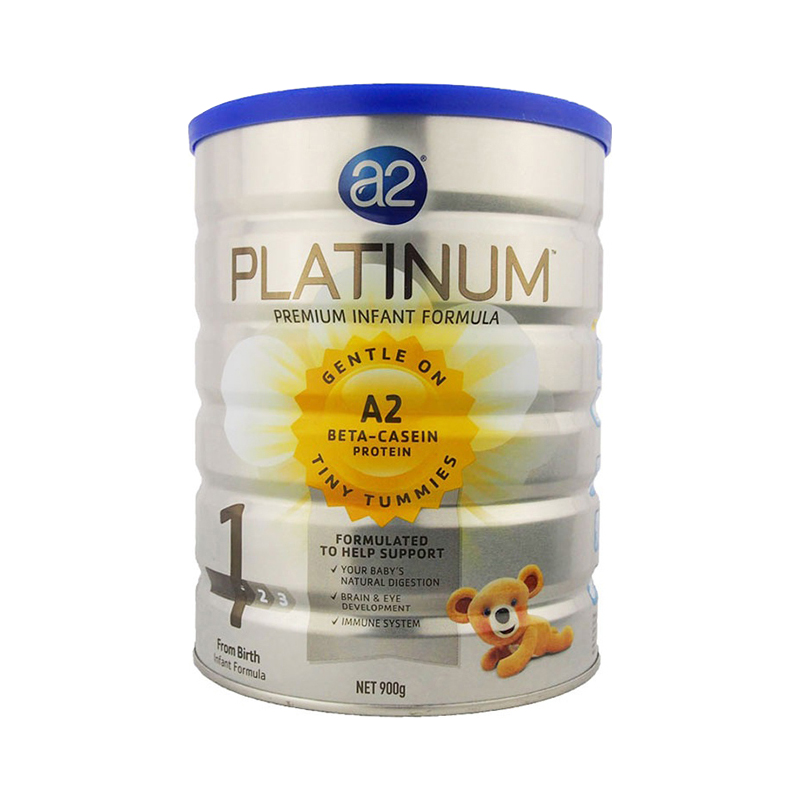 a2®
PLATINUM™
PREMIUM INFANT FORMULA
GENTLE ON
A2
BETA-CASEIN
PROTEIN
TINY TUMMIES
FORMULATED
TO HELP SUPPORT
✓ YOUR BABY'S
NATURAL DIGESTION
✓ BRAIN & EYE
DEVELOPMENT
✓ IMMUNE SYSTEM
1 2 3
From Birth
Infant Formula
NET 900g